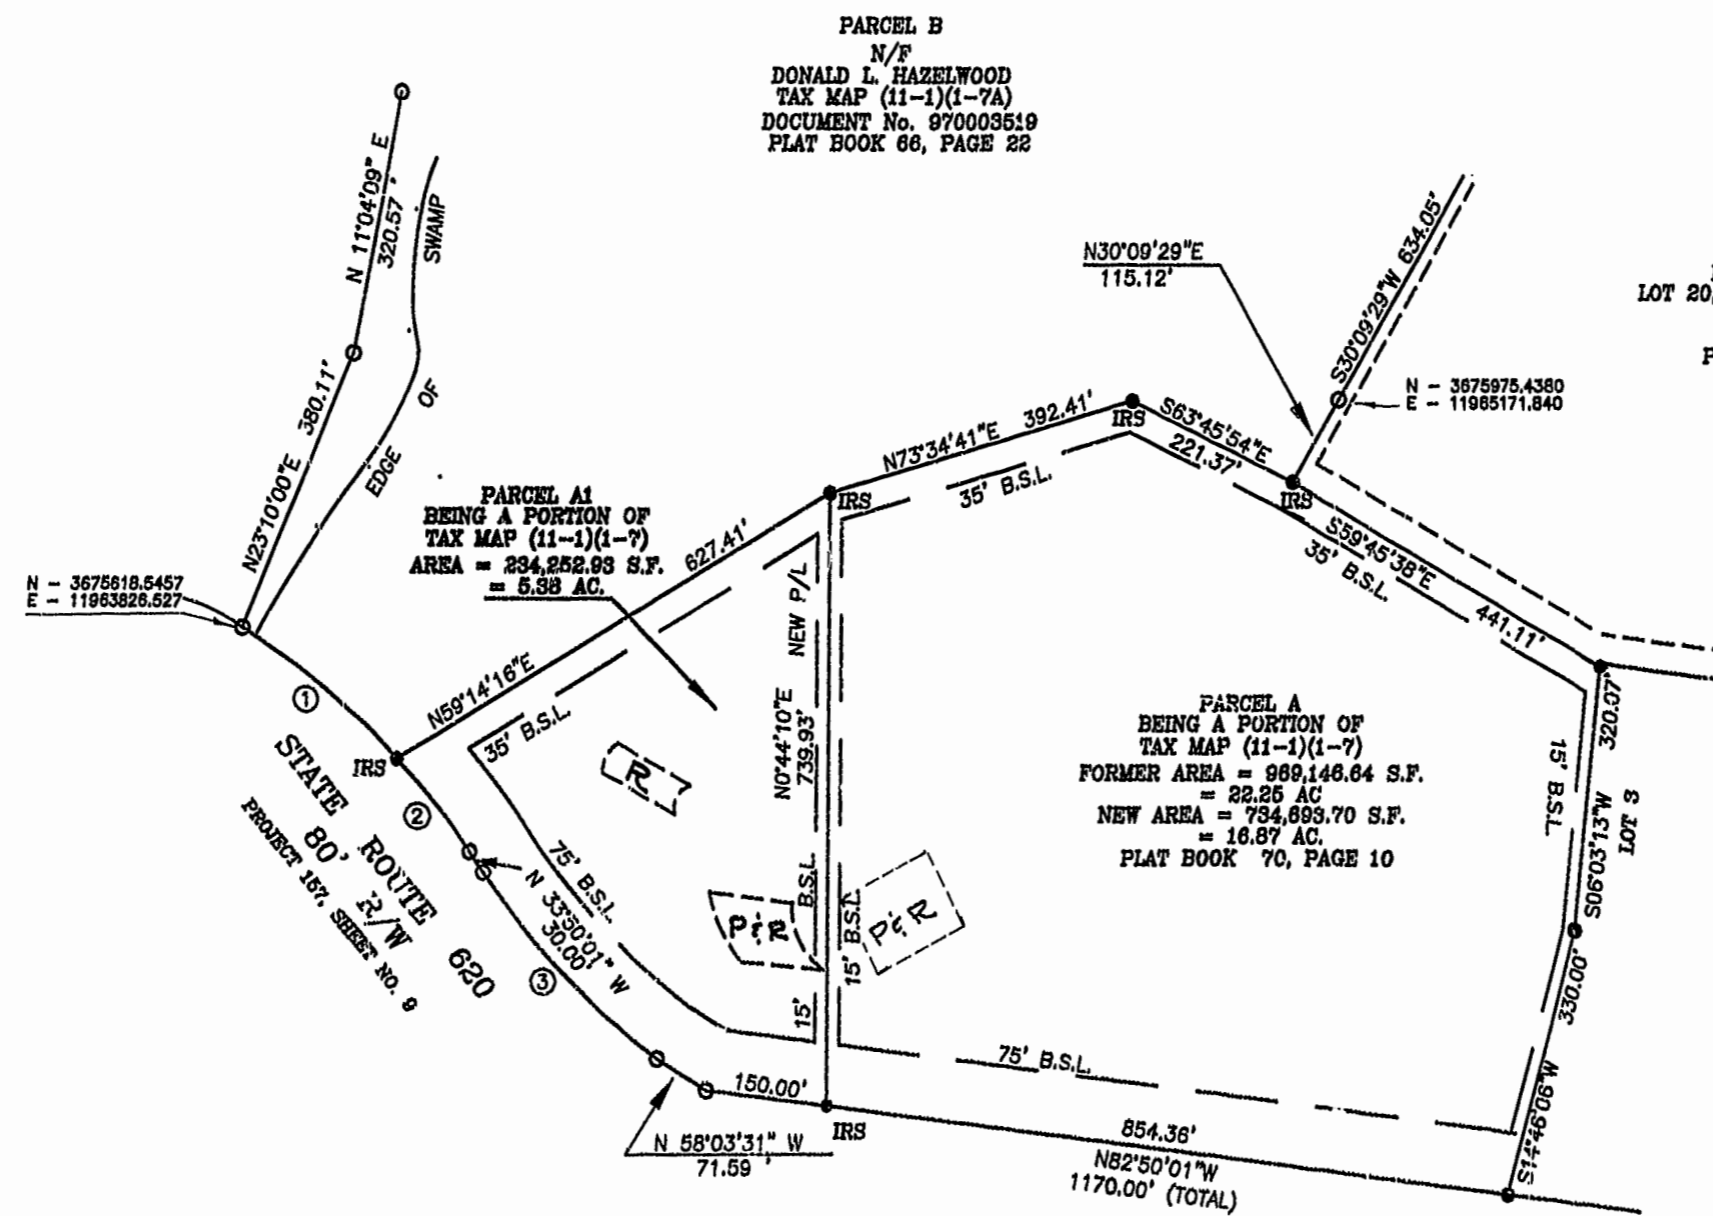 PARCEL B
N/F
DONALD L. HAZELWOOD
TAX MAP (11-1)(1-7A)
DOCUMENT No. 970003519
PLAT BOOK 66, PAGE 22
N 11°04'09" E
320.57'
SWAMP
OF
EDGE
N23°10'00"E 380.11'
N - 3675618.5457
E - 11963826.527
PARCEL A1
BEING A PORTION OF
TAX MAP (11-1)(1-7)
AREA = 234,252.93 S.F.
= 5.38 AC.
N59°14'16"E
627.41'
IRS
N73°34'41"E 392.41'
35' B.S.L.
IRS
S63°45'54"E
221.37'
IRS
N30°09'29"E
115.12'
S30°09'29"W 634.05'
LOT 20
N - 3675975.4380
E - 11965171.840
S59°45'38"E 441.11'
35' B.S.L.
320.07'
S06°03'13"W
LOT 3
15' B.S.L.
330.00'
S14°46'06"W
PARCEL A
BEING A PORTION OF
TAX MAP (11-1)(1-7)
FORMER AREA = 969,146.64 S.F.
= 22.25 AC
NEW AREA = 734,893.70 S.F.
= 16.87 AC.
PLAT BOOK 70, PAGE 10
NEW P/L
N0°44'10"E
739.93'
15' B.S.L.
15' B.S.L.
35' B.S.L.
R
P & R
P & R
IRS
1
2
3
STATE ROUTE 620
80' R/W
PROJECT 157, SHEET NO. 9
N 33°50'01" W
30.00'
75' B.S.L.
75' B.S.L.
150.00'
IRS
N 58°03'31" W
71.59'
854.36'
N82°50'01"W
1170.00' (TOTAL)